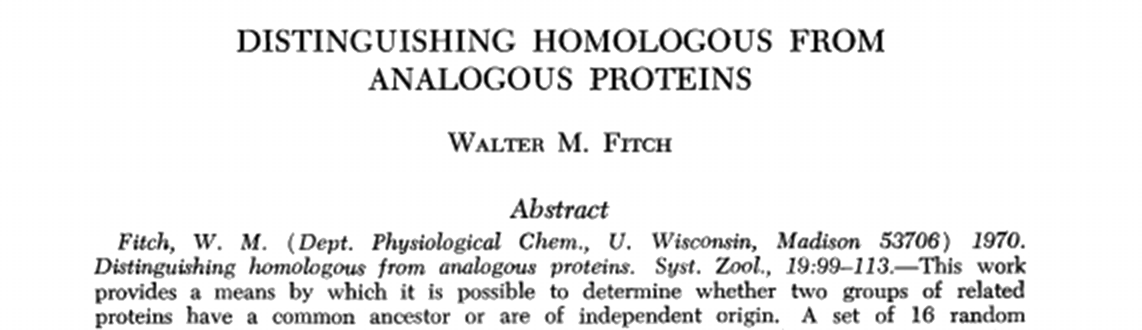 DISTINGUISHING HOMOLOGOUS FROM
ANALOGOUS PROTEINS
WALTER M. FITCH
Abstract
Fitch, W. M. (Dept. Physiological Chem., U. Wisconsin, Madison 53706) 1970.
Distinguishing homologous from analogous proteins. Syst. Zool., 19:99–113.—This work
provides a means by which it is possible to determine whether two groups of related
proteins have a common ancestor or are of independent origin. A set of 16 random